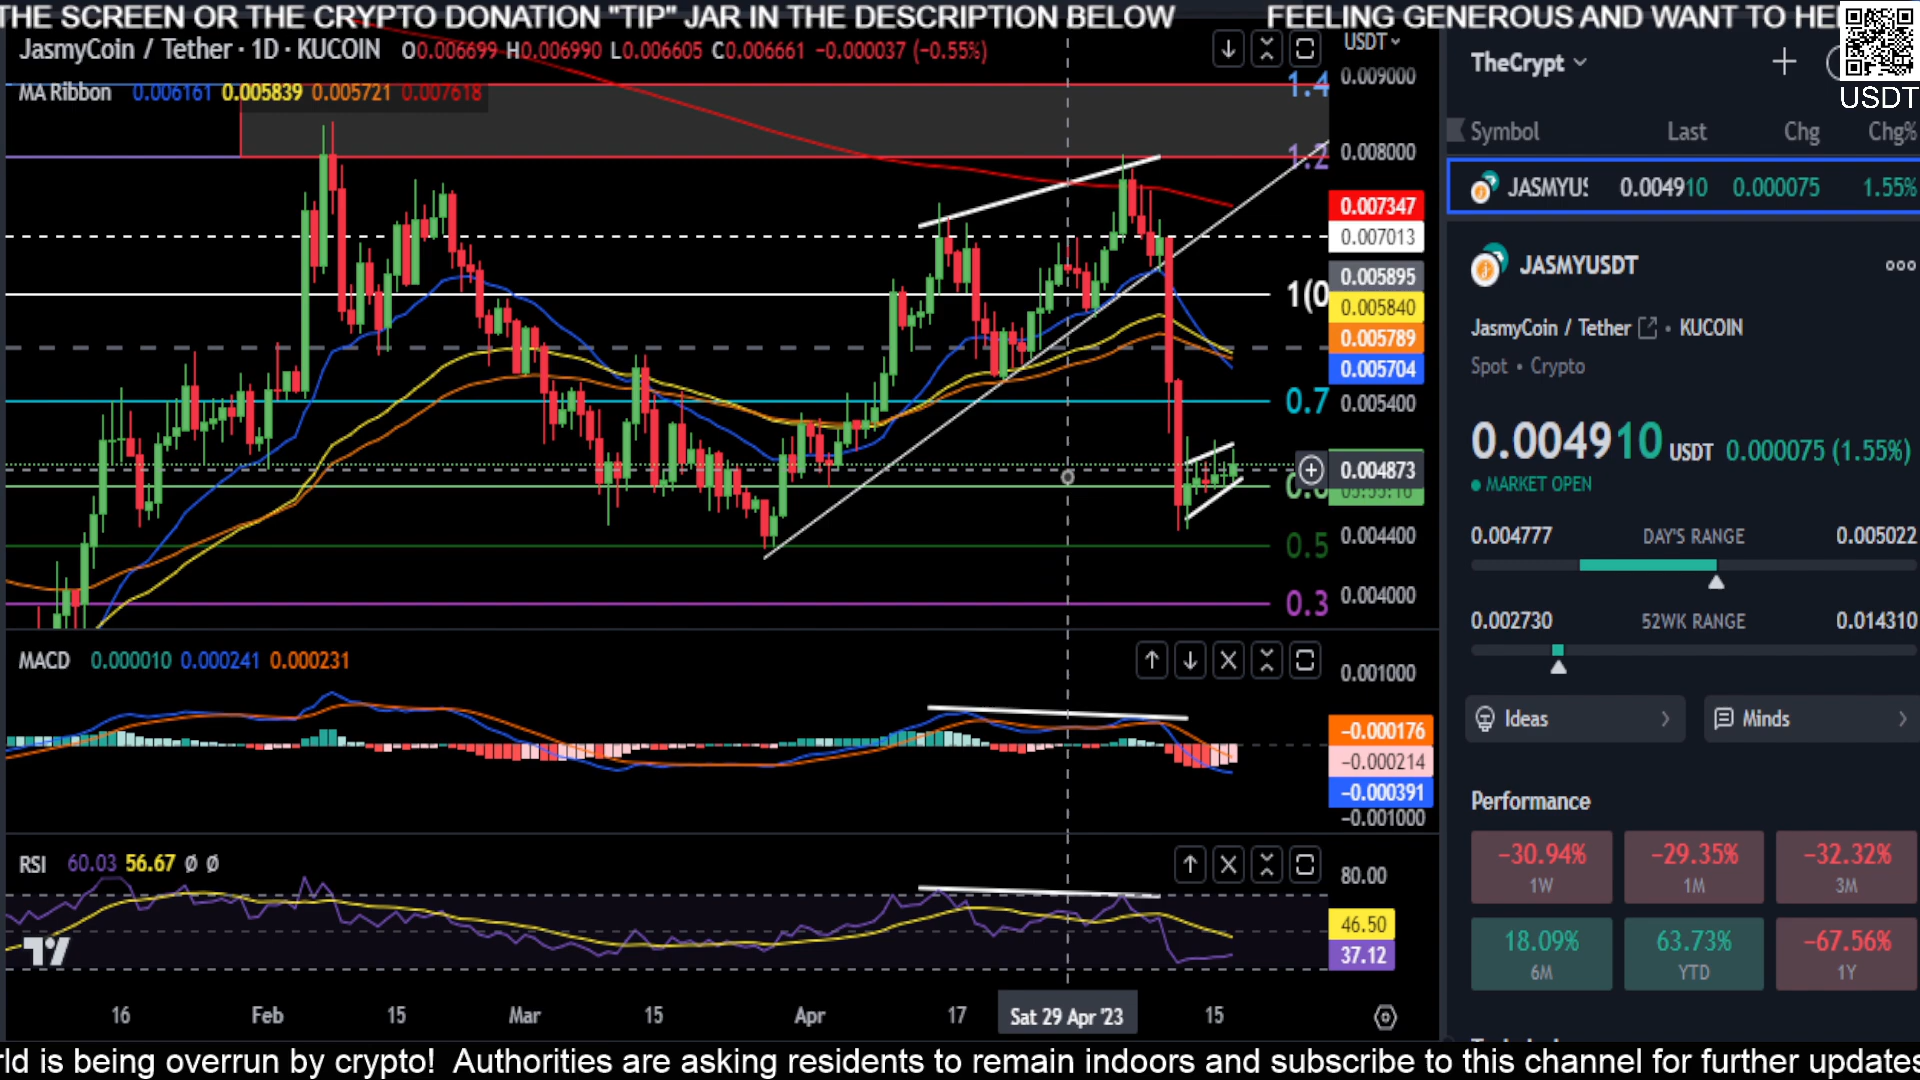 THE SCREEN OR THE CRYPTO DONATION "TIP" JAR IN THE DESCRIPTION BELOW FEELING GENEROUS AND WANT TO HE
JasmyCoin / Tether · 1D · KUCOIN O0.006699 H0.006990 L0.006605 C0.006661 −0.000037 (−0.55%)
USDT
MA Ribbon 0.006161 0.005839 0.005721 0.007618
1.4
0.009000
1.2
0.008000
0.007347
0.007013
1(0
0.005895
0.005840
0.005789
0.005704
0.7
0.005400
0.004873
0.5
0.004400
0.3
0.004000
MACD 0.000010 0.000241 0.000231
0.001000
−0.000176
−0.000214
−0.000391
−0.001000
RSI 60.03 56.67 Ø Ø
80.00
46.50
37.12
16 Feb 15 Mar 15 Apr 17 Sat 29 Apr '23 15
TheCrypt
USDT
Symbol Last Chg Chg%
JASMYUS 0.004910 0.000075 1.55%
JASMYUSDT
JasmyCoin / Tether • KUCOIN
Spot • Crypto
0.004910 USDT 0.000075 (1.55%)
MARKET OPEN
0.004777 DAY'S RANGE 0.005022
0.002730 52WK RANGE 0.014310
Ideas Minds
Performance
−30.94% −29.35% −32.32%
1W 1M 3M
18.09% 63.73% −67.56%
6M YTD 1Y
rld is being overrun by crypto! Authorities are asking residents to remain indoors and subscribe to this channel for further updates